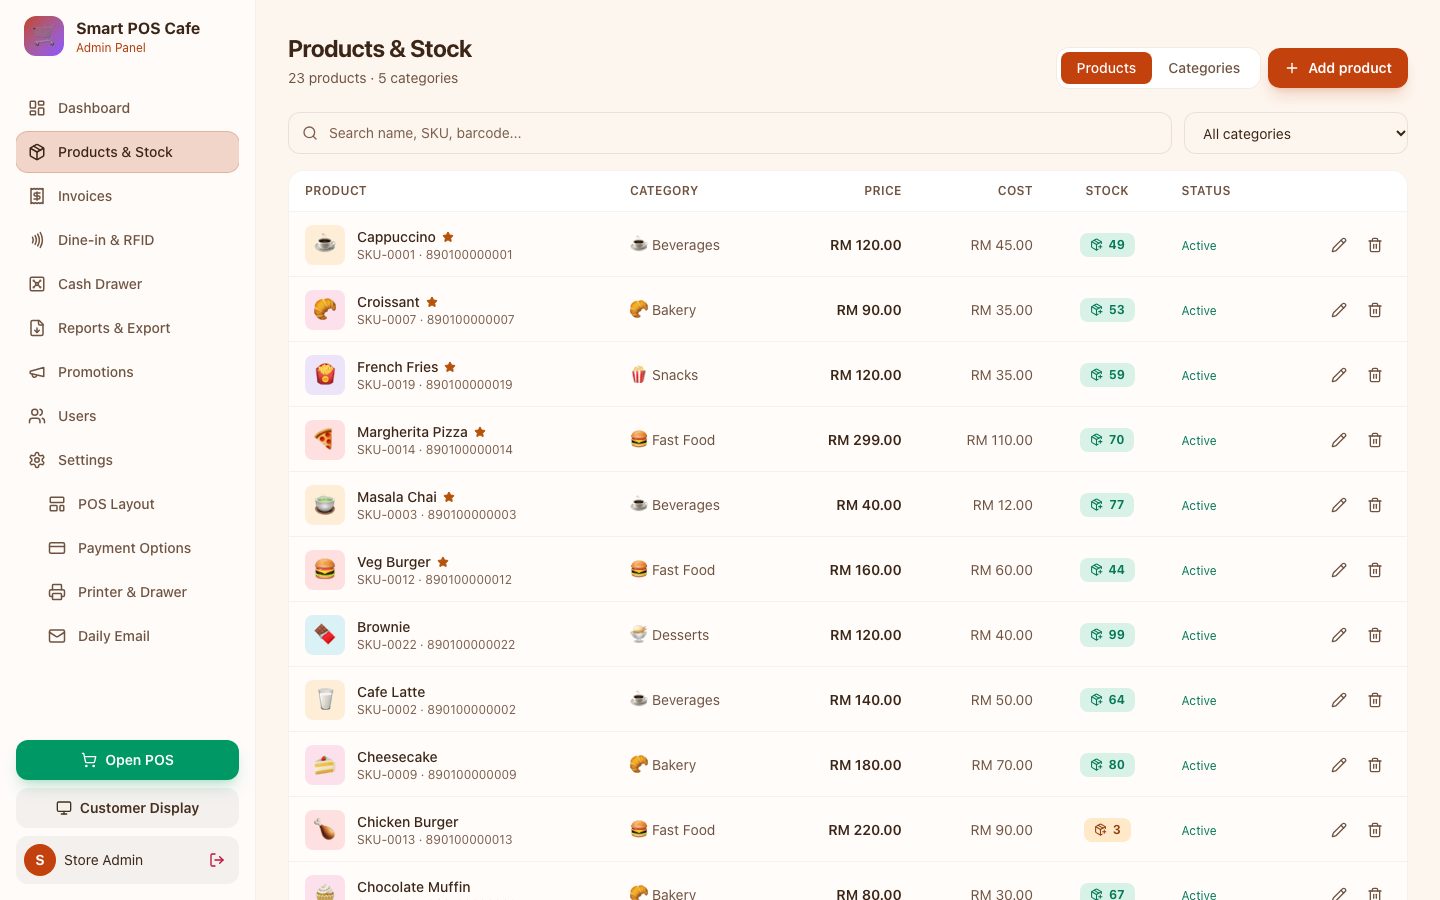 Smart POS Cafe
Admin Panel
Dashboard
Products & Stock
Invoices
Dine-in & RFID
Cash Drawer
Reports & Export
Promotions
Users
Settings
POS Layout
Payment Options
Printer & Drawer
Daily Email
Open POS
Customer Display
S Store Admin
Products & Stock
23 products · 5 categories
Products Categories + Add product
Search name, SKU, barcode... All categories
PRODUCT CATEGORY PRICE COST STOCK STATUS
Cappuccino
SKU-0001 · 890100000001
Beverages RM 120.00 RM 45.00 49 Active
Croissant
SKU-0007 · 890100000007
Bakery RM 90.00 RM 35.00 53 Active
French Fries
SKU-0019 · 890100000019
Snacks RM 120.00 RM 35.00 59 Active
Margherita Pizza
SKU-0014 · 890100000014
Fast Food RM 299.00 RM 110.00 70 Active
Masala Chai
SKU-0003 · 890100000003
Beverages RM 40.00 RM 12.00 77 Active
Veg Burger
SKU-0012 · 890100000012
Fast Food RM 160.00 RM 60.00 44 Active
Brownie
SKU-0022 · 890100000022
Desserts RM 120.00 RM 40.00 99 Active
Cafe Latte
SKU-0002 · 890100000002
Beverages RM 140.00 RM 50.00 64 Active
Cheesecake
SKU-0009 · 890100000009
Bakery RM 180.00 RM 70.00 80 Active
Chicken Burger
SKU-0013 · 890100000013
Fast Food RM 220.00 RM 90.00 3 Active
Chocolate Muffin
Bakery RM 80.00 RM 30.00 67 Active